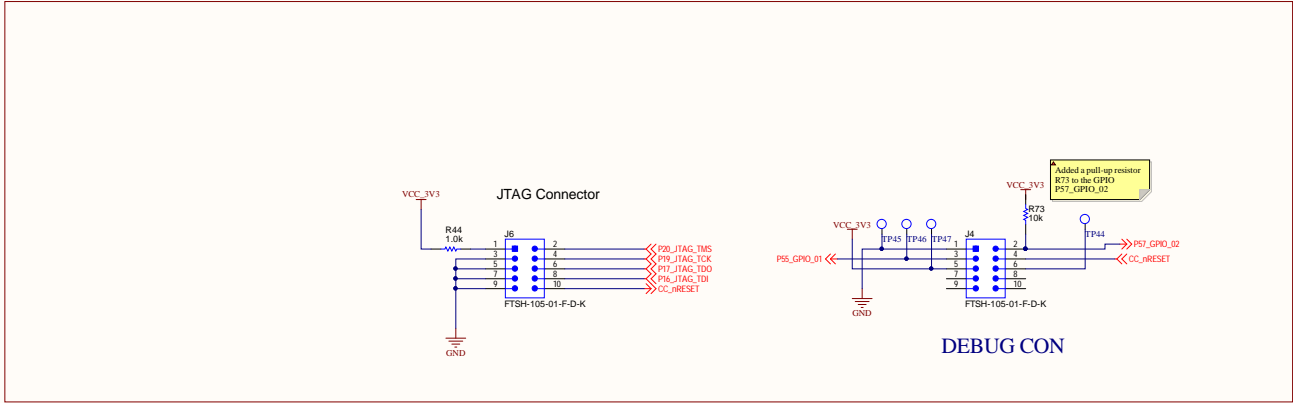 JTAG Connector
VCC_3V3
R44
1.0k
J6
1 2
3 4
5 6
7 8
9 10
P20_JTAG_TMS
P19_JTAG_TCK
P17_JTAG_TDO
P16_JTAG_TDI
CC_nRESET
FTSH-105-01-F-D-K
GND
Added a pull-up resistor
R73 to the GPIO
P57_GPIO_02
VCC_3V3
R73
10k
VCC_3V3
TP45
TP46
TP47
J4
TP44
1 2
3 4
5 6
7 8
9 10
P55_GPIO_01
P57_GPIO_02
CC_nRESET
FTSH-105-01-F-D-K
GND
DEBUG CON